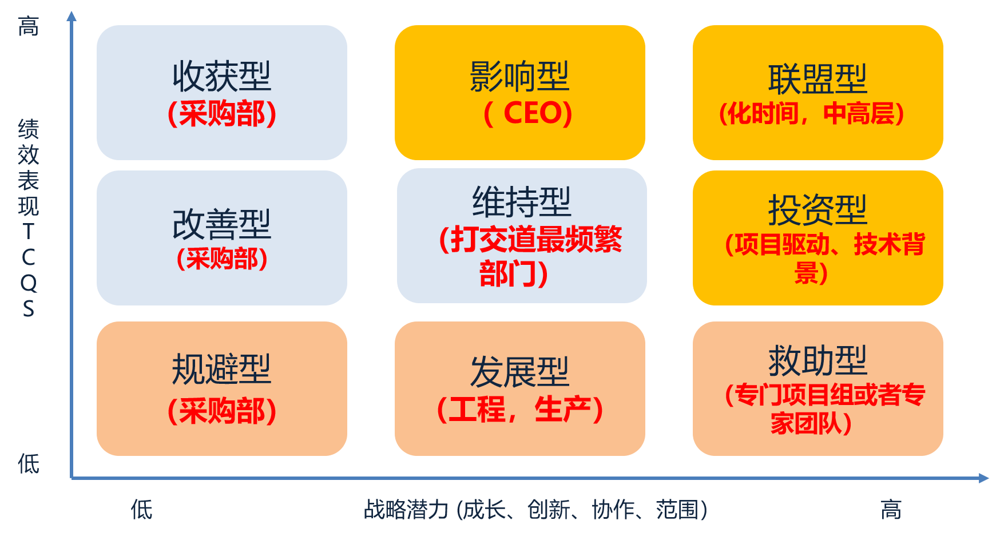 高
收获型
（采购部）
影响型
（ CEO)
联盟型
(化时间，中高层）
绩
效
表
现
T
C
Q
S
改善型
（采购部）
维持型
（打交道最频繁
部门）
投资型
（项目驱动、技术背
景）
规避型
（采购部）
发展型
（工程，生产）
救助型
（专门项目组或者专
家团队）
低
低
战略潜力 (成长、创新、协作、范围）
高